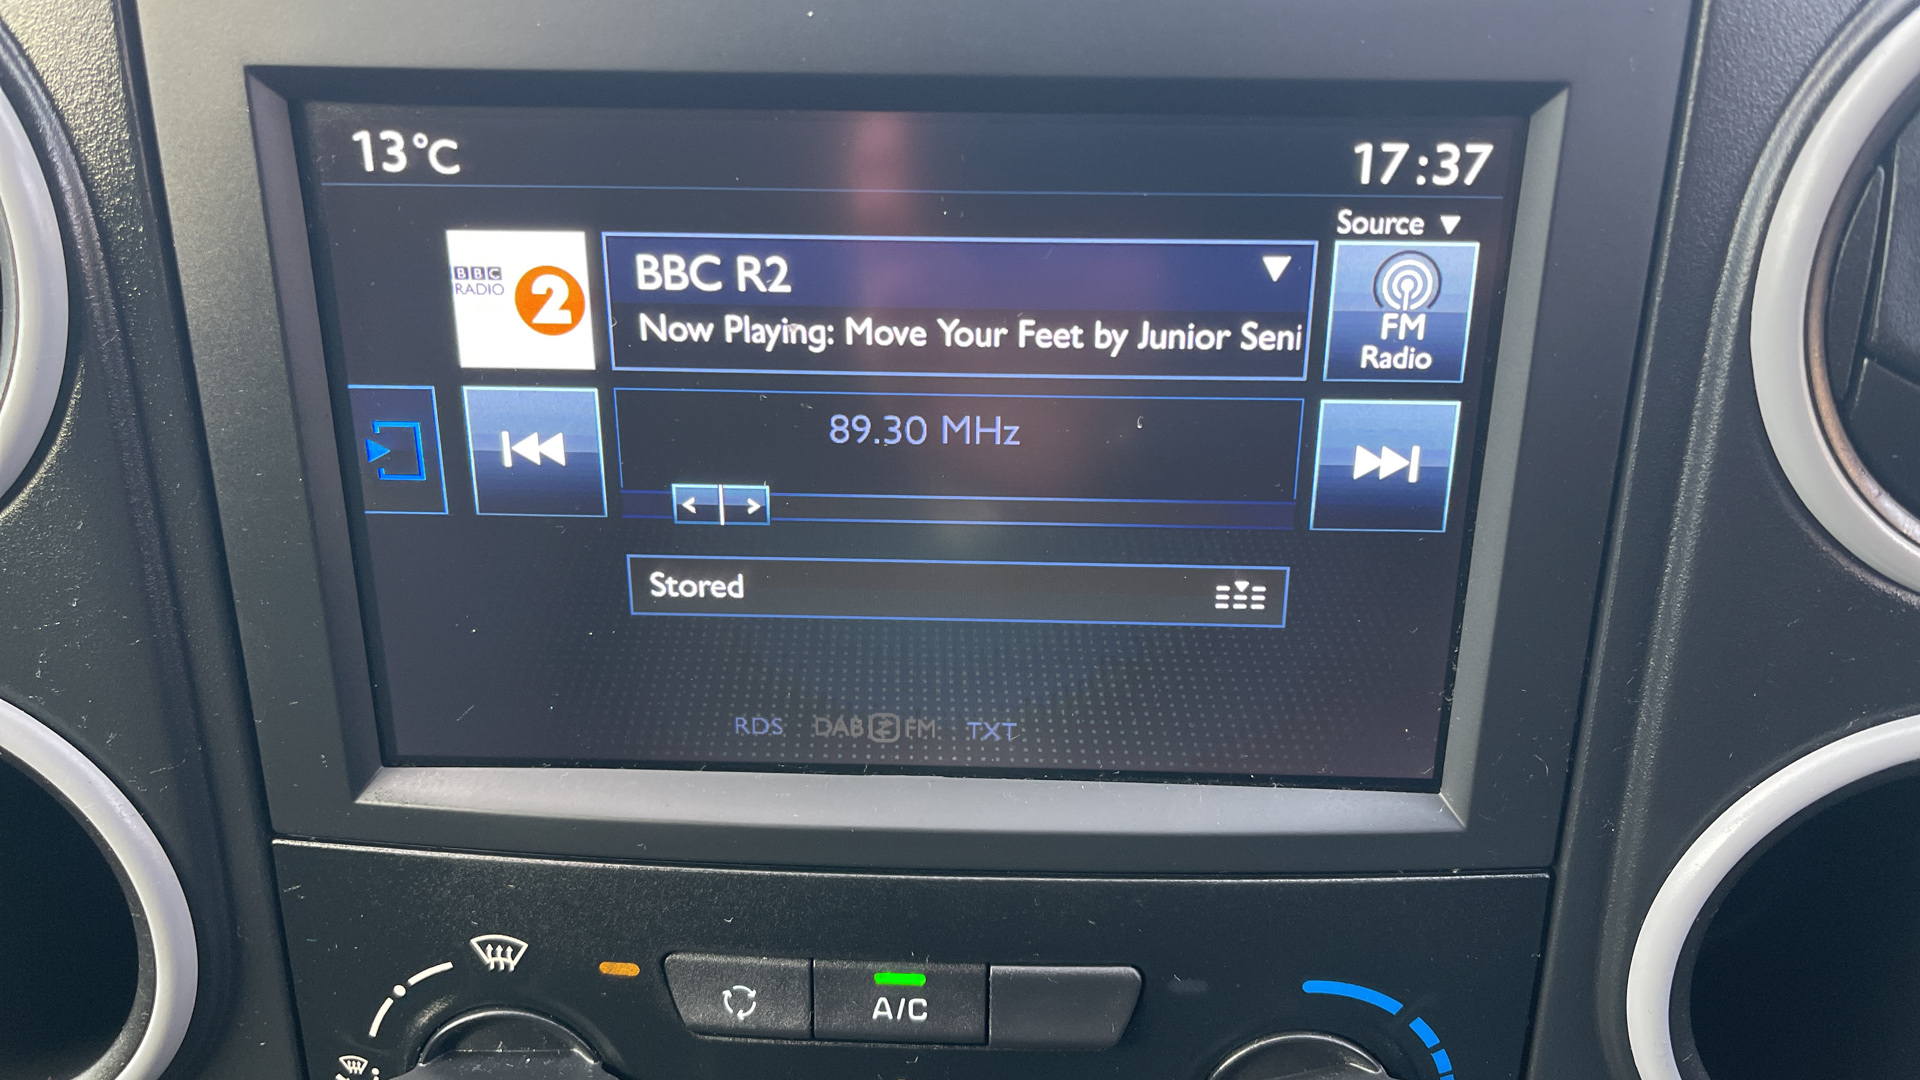 13°C
17:37
Source
BBC
RADIO
2
BBC R2
Now Playing: Move Your Feet by Junior Seni
FM
Radio
89.30 MHz
Stored
RDS DAB FM TXT
A/C